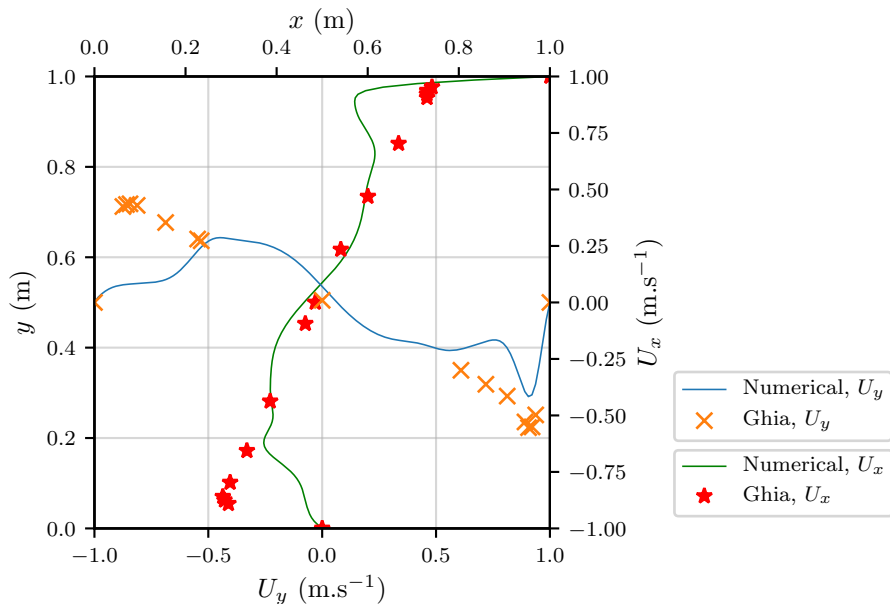 x (m)
0.0 0.2 0.4 0.6 0.8 1.0
1.0 0.8 0.6 0.4 0.2 0.0
y (m)
1.00 0.75 0.50 0.25 0.00 −0.25 −0.50 −0.75 −1.00
U_x (m.s⁻¹)
−1.0 −0.5 0.0 0.5 1.0
U_y (m.s⁻¹)
Numerical, U_y
Ghia, U_y
Numerical, U_x
Ghia, U_x